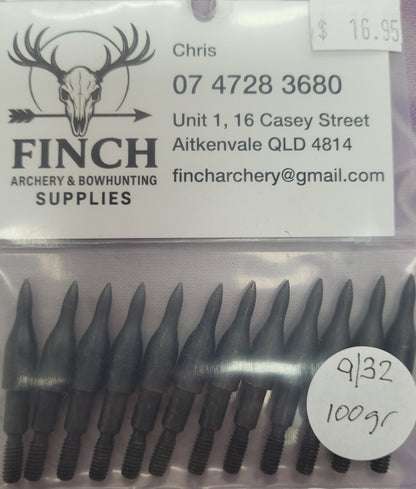 $ 16.95
Chris
07 4728 3680
Unit 1, 16 Casey Street
Aitkenvale QLD 4814
fincharchery@gmail.com
FINCH
ARCHERY & BOWHUNTING
SUPPLIES
9/32
100gr